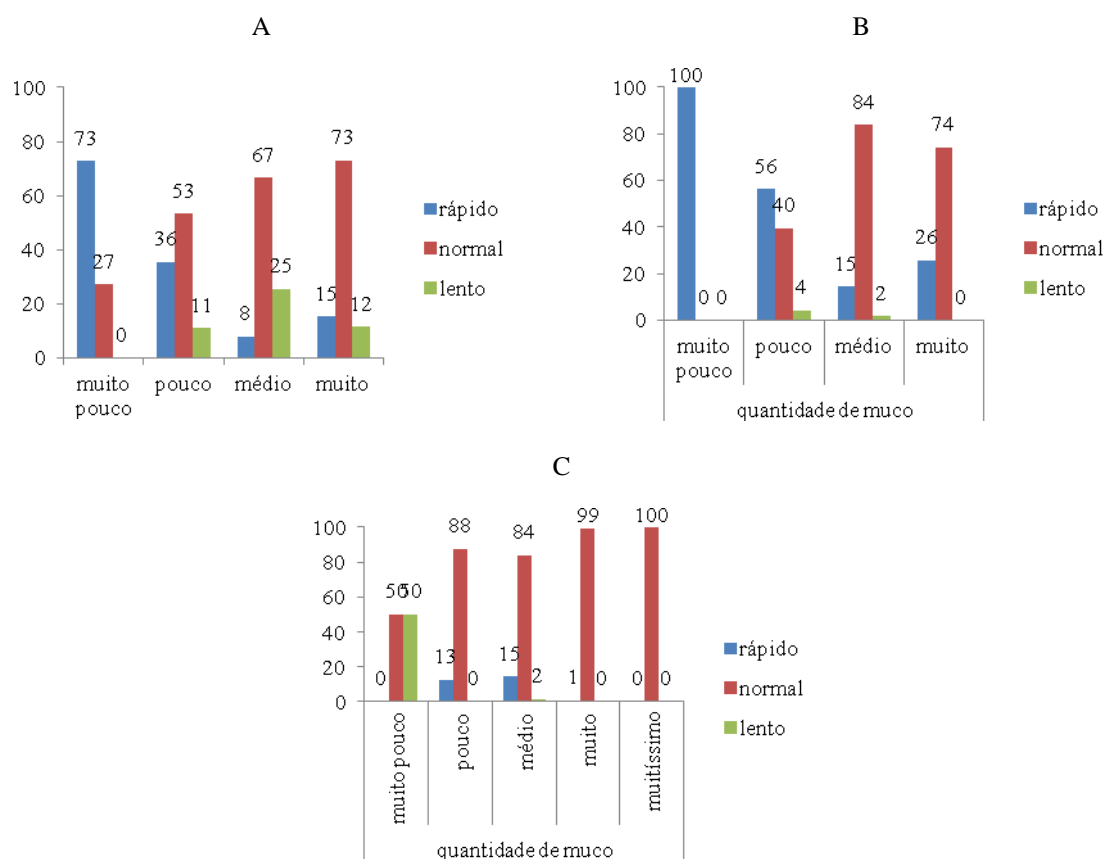 A
100
80
60
40
20
0
73
27
0
36
53
11
8
67
25
15
73
12
muito pouco
pouco
médio
muito
rápido
normal
lento
B
100
80
60
40
20
0
100
0
0
56
40
4
15
84
2
26
74
0
muito pouco
pouco
médio
muito
quantidade de muco
rápido
normal
lento
C
100
80
60
40
20
0
0
50
50
13
88
0
15
84
2
1
99
0
0
100
0
muito pouco
pouco
médio
muito
muitíssimo
quantidade de muco
rápido
normal
lento